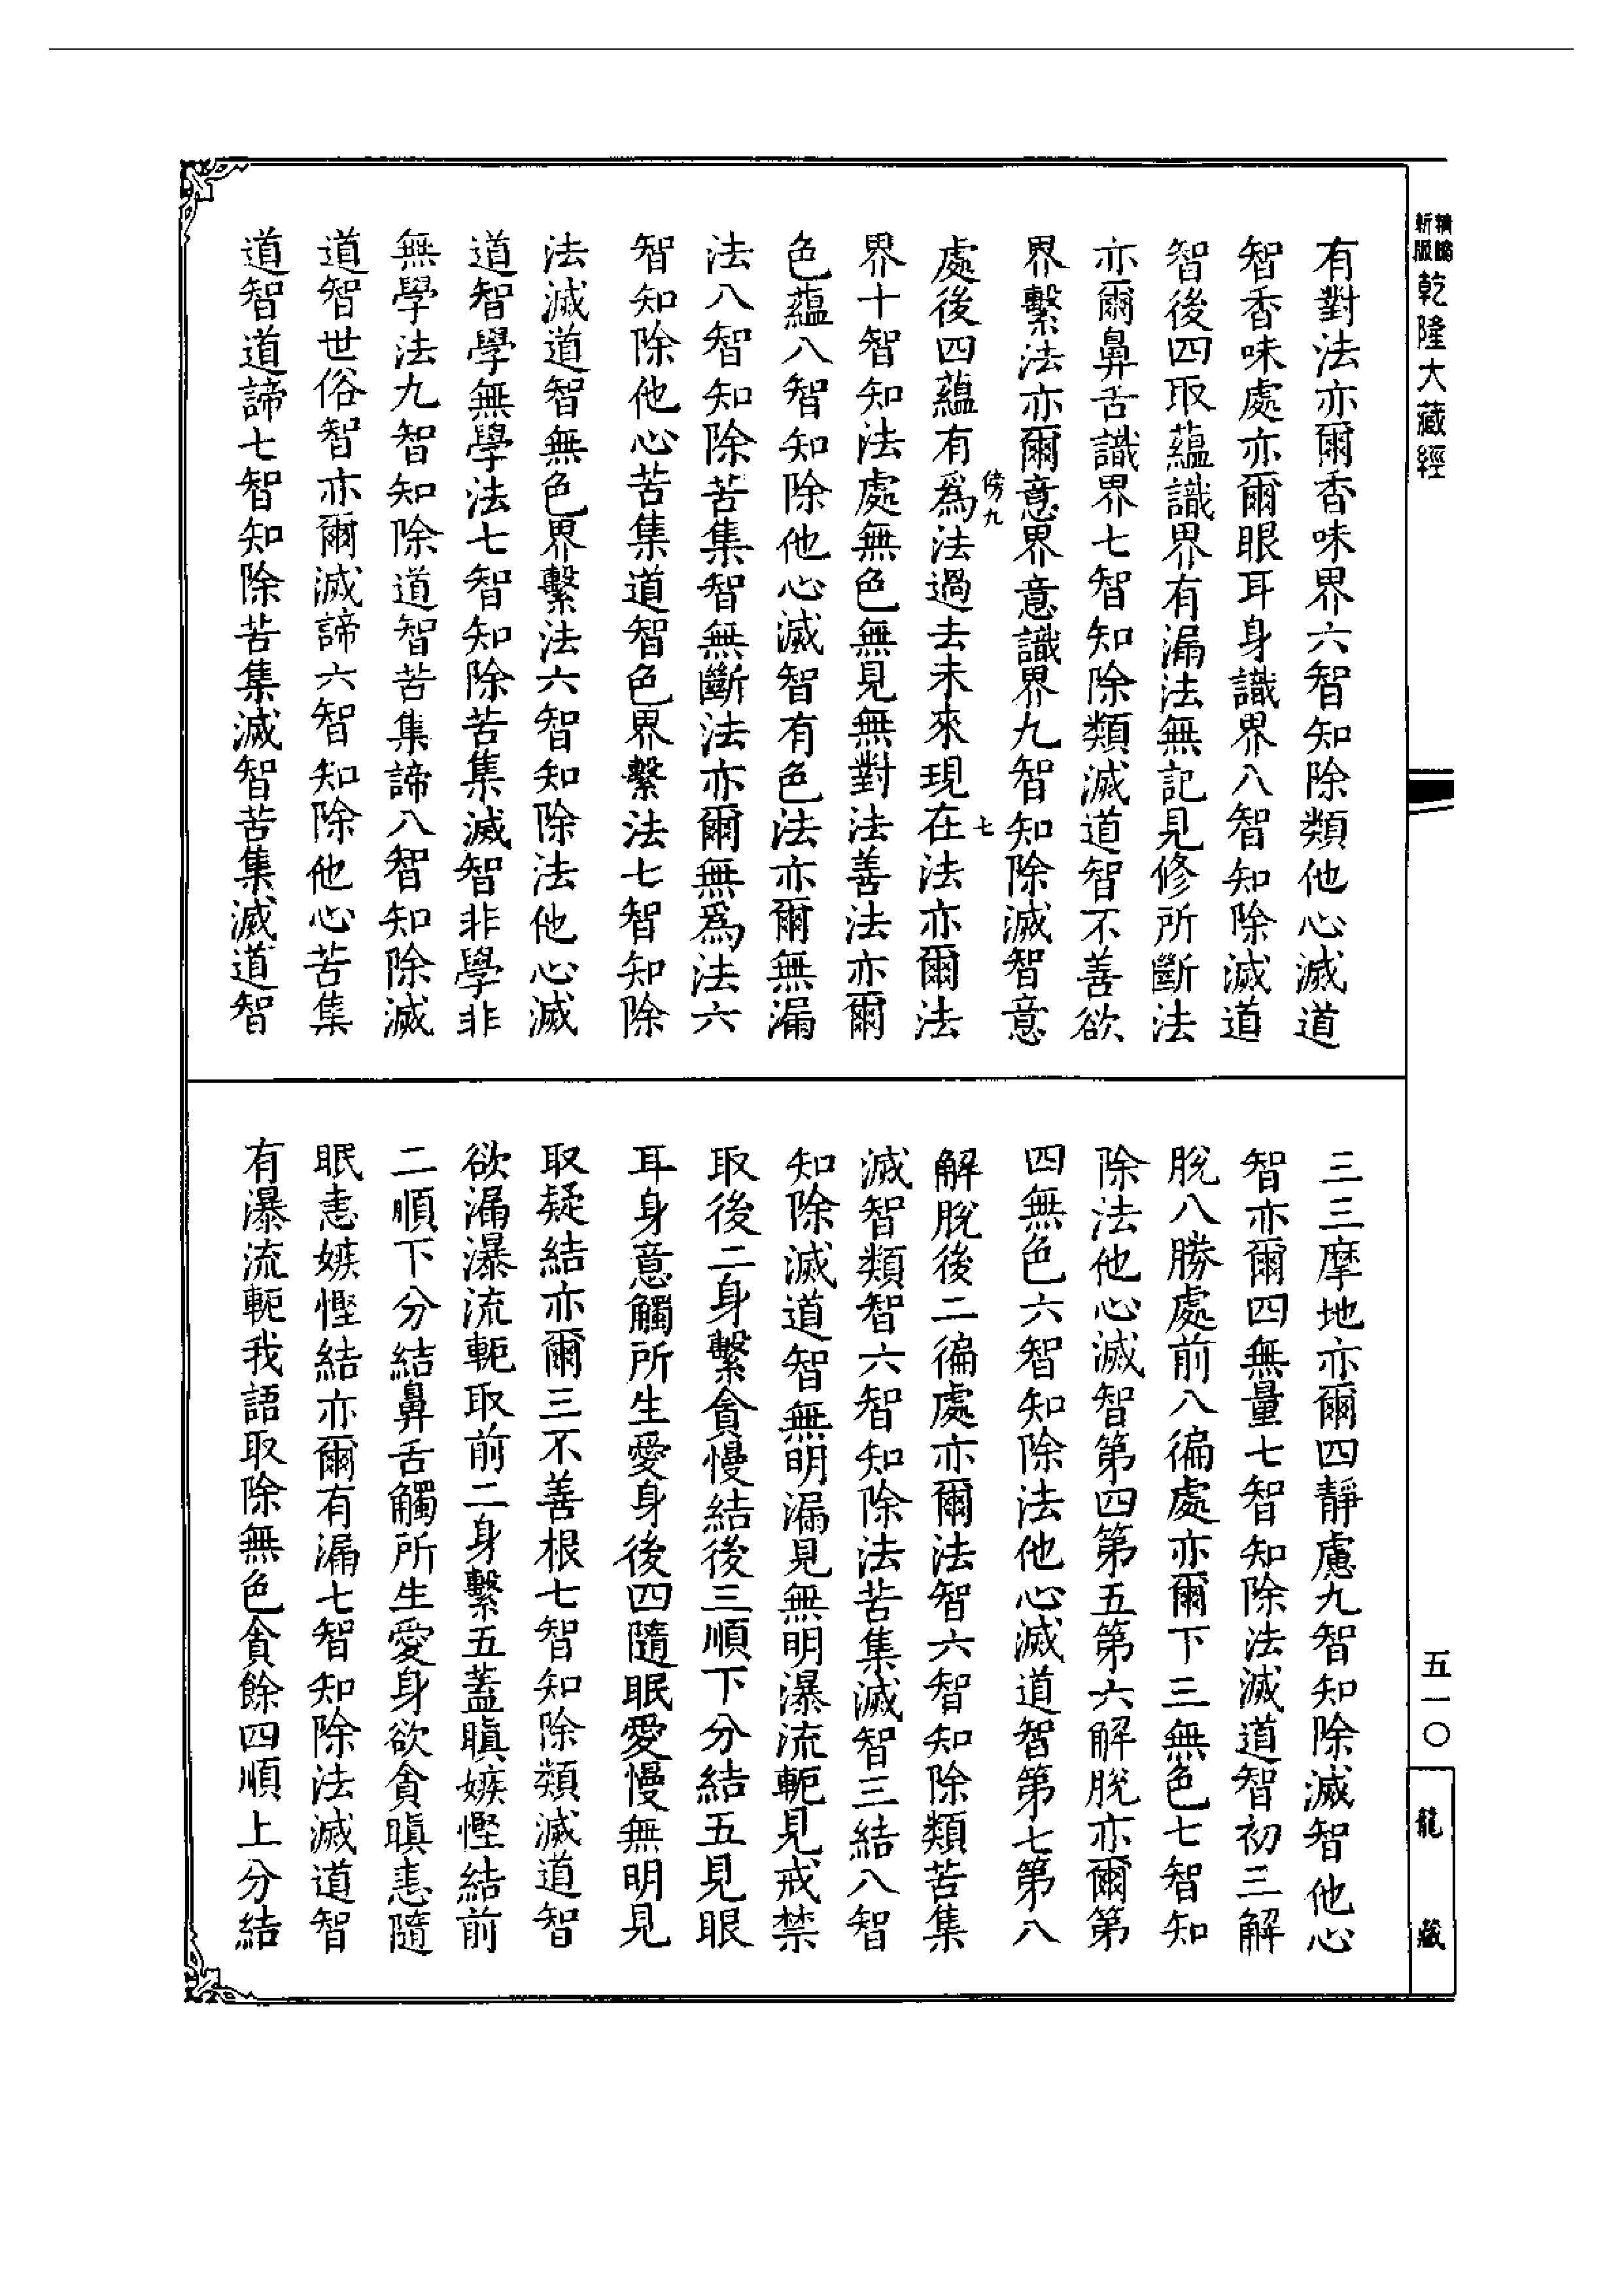 新版
精鵰
乾隆大藏經
有對法亦爾香味界六智知除類他心滅道
智香味處亦爾眼耳身識界八智知除滅道
智後四取蘊識界有漏法無記見修所斷法
亦爾鼻舌識界七智知除類滅道智不善欲
界繫法亦爾意界意識界九智知除滅智意
傍九
七
處後四蘊有為法過去未來現在法亦爾法
界十智知法處無色無見無對法善法亦爾
色蘊八智知除他心滅智有色法亦爾無漏
法八智知除苦集智無斷法亦爾無為法六
智知除他心苦集道智色界繫法七智知除
法滅道智無色界繫法六智知除法他心滅
道智學無學法七智知除苦集滅智非學非
無學法九智知除道智苦集諦八智知除滅
道智世俗智亦爾滅諦六智知除他心苦集
道智道諦七智知除苦集滅智苦集滅道智
三三摩地亦爾四靜慮九智知除滅智他心
智亦爾四無量七智知除法滅道智初三解
脫八勝處前八徧處亦爾下三無色七智知
除法他心滅智第四第五第六解脫亦爾第
四無色六智知除法他心滅道智第七第八
解脫後二徧處亦爾法智六智知除類苦集
滅智類智六智知除法苦集滅智三結八智
知除滅道智無明漏見無明瀑流軛見戒禁
取後二身繫貪慢結後三順下分結五見眼
耳身意觸所生愛身後四隨眠愛慢無明見
取疑結亦爾三不善根七智知除類滅道智
欲漏瀑流軛取前二身繫五蓋瞋嫉慳結前
二順下分結鼻舌觸所生愛身欲貪瞋恚隨
眠恚嫉慳結亦爾有漏七智知除法滅道智
有瀑流軛我語取除無色貪餘四順上分結
五一〇
龍藏